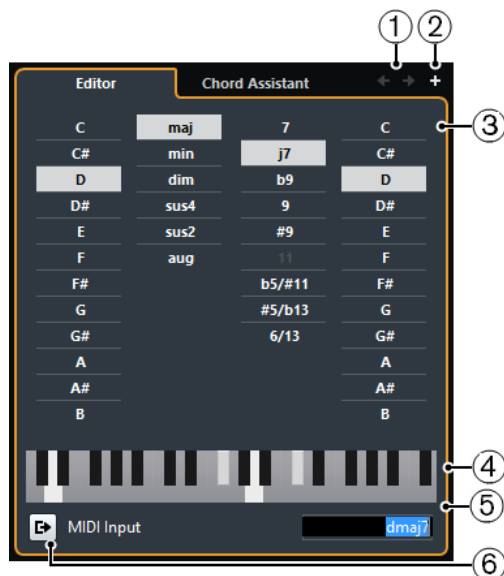 1 2
Editor Chord Assistant
C maj 7 C 3
C# min j7 C#
D dim b9 D
D# sus4 9 D#
E sus2 #9 E
F aug 11 F
F# b5/#11 F#
G #5/b13 G
G# 6/13 G#
A A
A# A#
B B
4
5
MIDI Input dmaj7
6